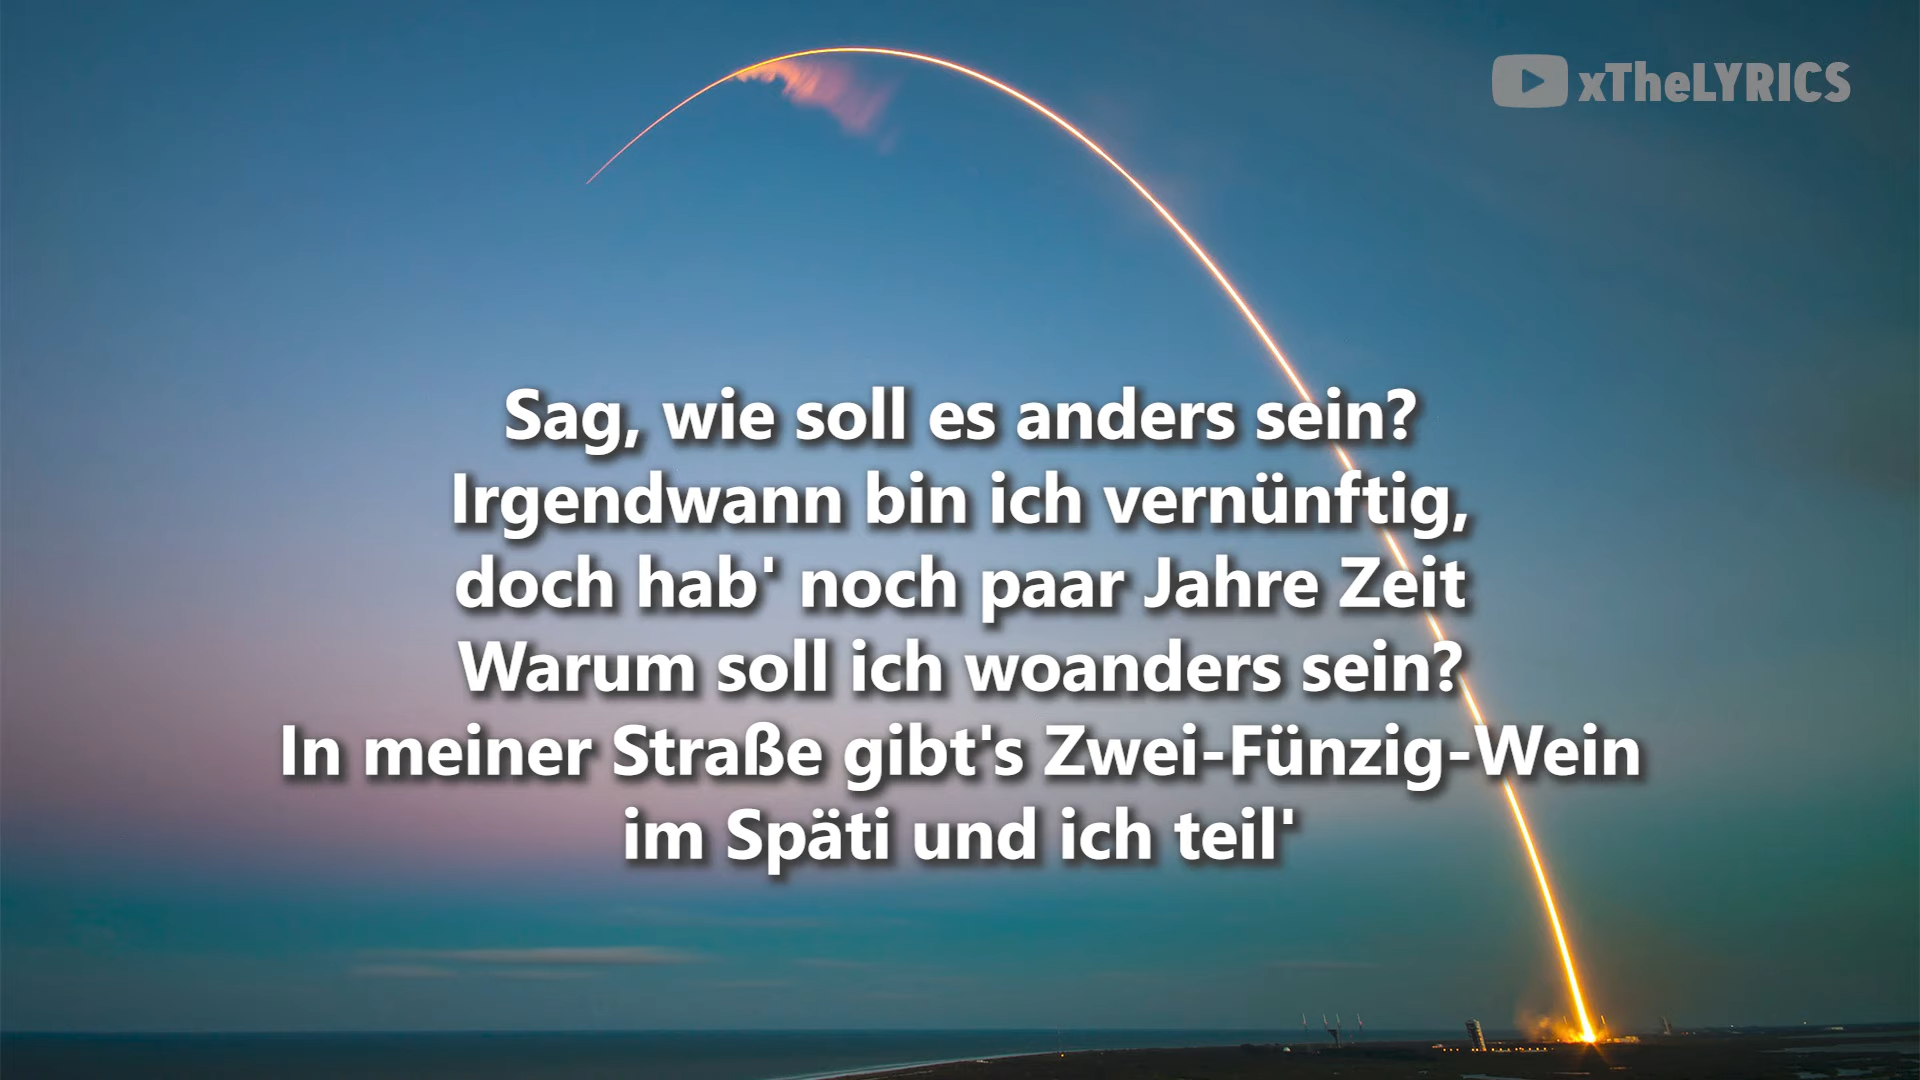 xTheLYRICS
Sag, wie soll es anders sein?
Irgendwann bin ich vernünftig,
doch hab' noch paar Jahre Zeit
Warum soll ich woanders sein?
In meiner Straße gibt's Zwei-Fünzig-Wein
im Späti und ich teil'